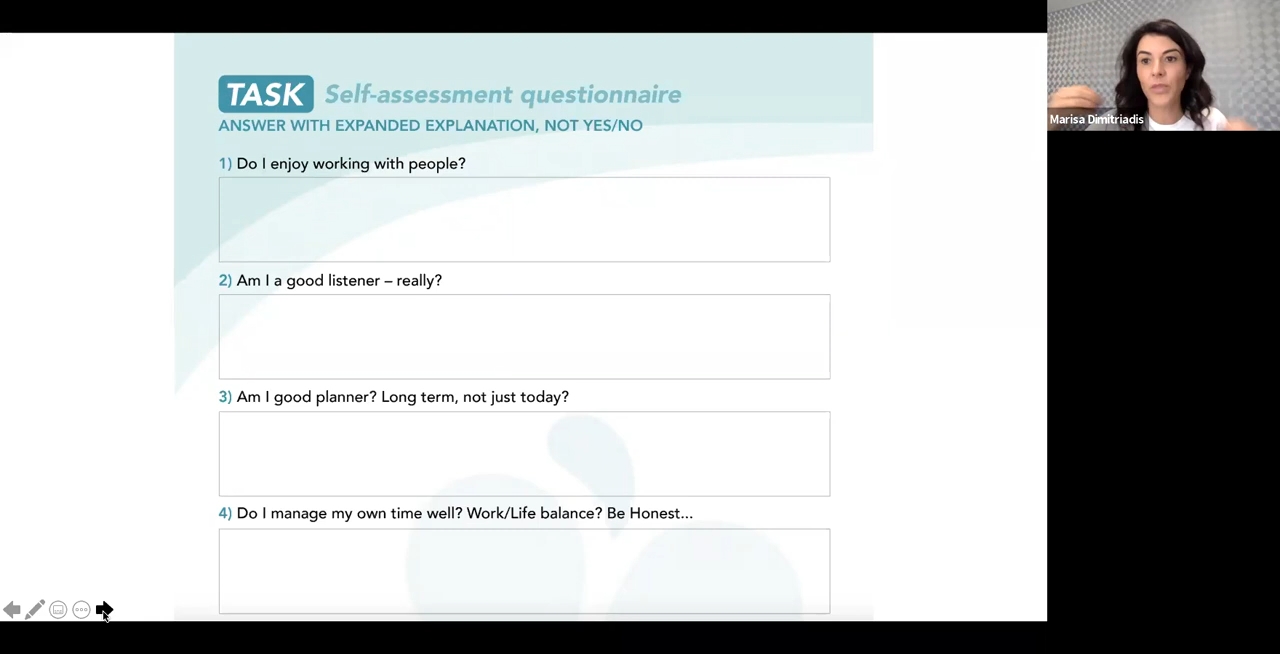 TASK Self-assessment questionnaire
ANSWER WITH EXPANDED EXPLANATION, NOT YES/NO
1) Do I enjoy working with people?
2) Am I a good listener – really?
3) Am I good planner? Long term, not just today?
4) Do I manage my own time well? Work/Life balance? Be Honest...
Marisa Dimitriadis